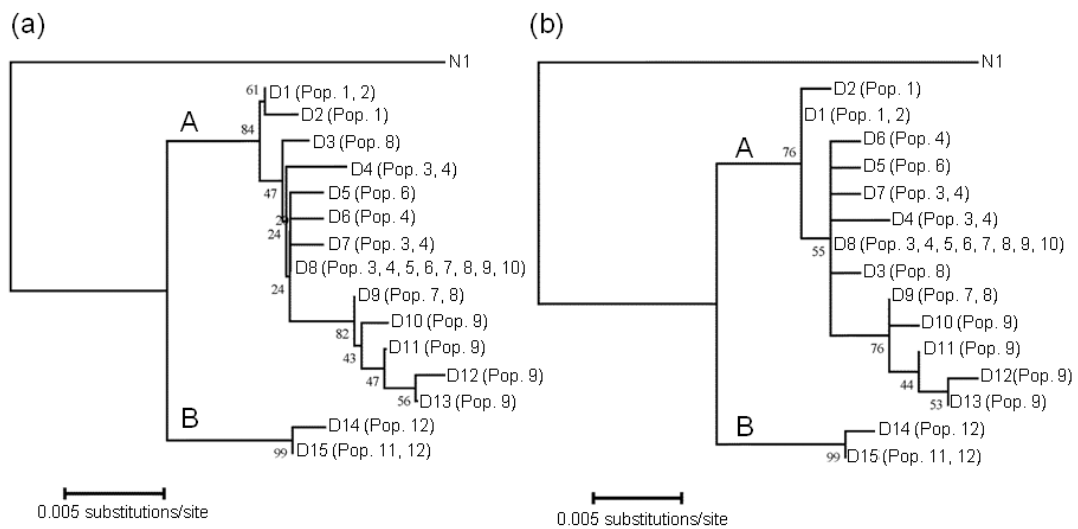 (a)
N1
61
D1 (Pop. 1, 2)
A
D2 (Pop. 1)
84
D3 (Pop. 8)
D4 (Pop. 3, 4)
47
D5 (Pop. 6)
D6 (Pop. 4)
24
D7 (Pop. 3, 4)
D8 (Pop. 3, 4, 5, 6, 7, 8, 9, 10)
24
D9 (Pop. 7, 8)
D10 (Pop. 9)
82
D11 (Pop. 9)
43
D12 (Pop. 9)
47
D13 (Pop. 9)
56
B
D14 (Pop. 12)
D15 (Pop. 11, 12)
99
0.005 substitutions/site
(b)
N1
D2 (Pop. 1)
D1 (Pop. 1, 2)
D6 (Pop. 4)
A
76
D5 (Pop. 6)
D7 (Pop. 3, 4)
D4 (Pop. 3, 4)
D8 (Pop. 3, 4, 5, 6, 7, 8, 9, 10)
55
D3 (Pop. 8)
D9 (Pop. 7, 8)
D10 (Pop. 9)
76
D11 (Pop. 9)
D12(Pop. 9)
44
D13 (Pop. 9)
53
B
D14 (Pop. 12)
D15 (Pop. 11, 12)
99
0.005 substitutions/site